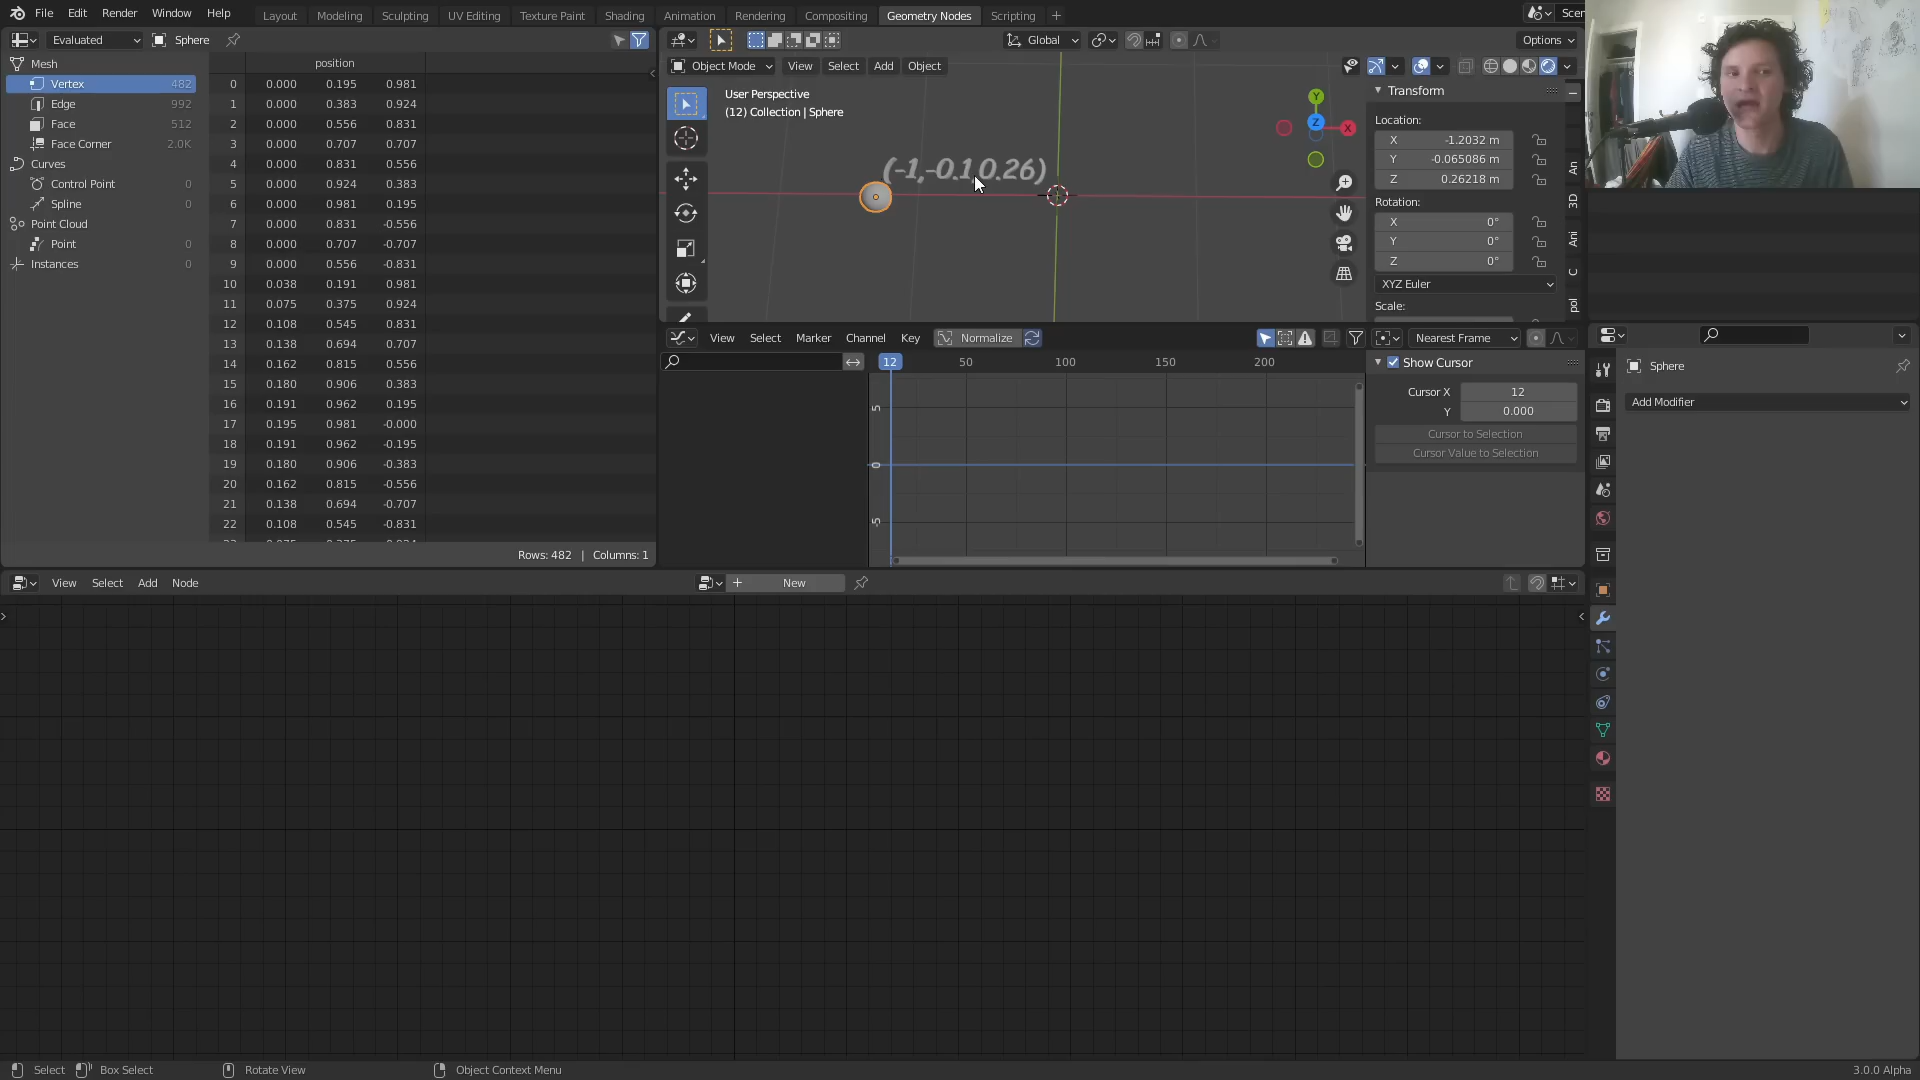 File Edit Render Window Help Layout Modeling Sculpting UV Editing Texture Paint Shading Animation Rendering Compositing Geometry Nodes Scripting +
Evaluated Sphere
Mesh
Vertex 482
Edge 992
Face 512
Face Corner 2.0K
Curves
Control Point 0
Spline 0
Point Cloud
Point 0
Instances 0
position
0 0.000 0.195 0.981
1 0.000 0.383 0.924
2 0.000 0.556 0.831
3 0.000 0.707 0.707
4 0.000 0.831 0.556
5 0.000 0.924 0.383
6 0.000 0.981 0.195
7 0.000 0.831 -0.556
8 0.000 0.707 -0.707
9 0.000 0.556 -0.831
10 0.038 0.191 0.981
11 0.075 0.375 0.924
12 0.108 0.545 0.831
13 0.138 0.694 0.707
14 0.162 0.815 0.556
15 0.180 0.906 0.383
16 0.191 0.962 0.195
17 0.195 0.981 -0.000
18 0.191 0.962 -0.195
19 0.180 0.906 -0.383
20 0.162 0.815 -0.556
21 0.138 0.694 -0.707
22 0.108 0.545 -0.831
Rows: 482 | Columns: 1
Global
Options
Object Mode View Select Add Object
User Perspective
(12) Collection | Sphere
(-1,-0.1,0.26)
Y
Z
X
Transform
Location:
X -1.2032 m
Y -0.065086 m
Z 0.26218 m
Rotation:
X 0°
Y 0°
Z 0°
XYZ Euler
Scale:
An
3D
Ani
C
pol
View Select Marker Channel Key Normalize Nearest Frame
12 50 100 150 200
5
0
-5
Show Cursor
Cursor X 12
Y 0.000
Cursor to Selection
Cursor Value to Selection
Sphere
Add Modifier
View Select Add Node New
Select Box Select Rotate View Object Context Menu 3.0.0 Alpha